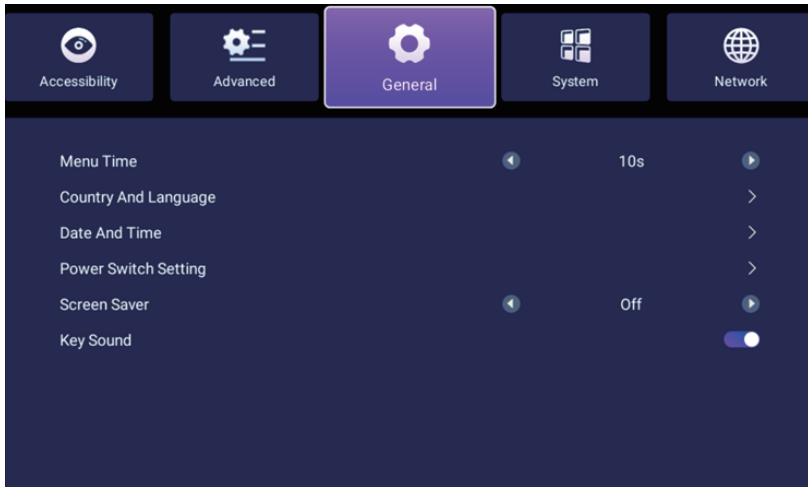 Accessibility
Advanced
General
System
Network
Menu Time 10s
Country And Language
Date And Time
Power Switch Setting
Screen Saver Off
Key Sound